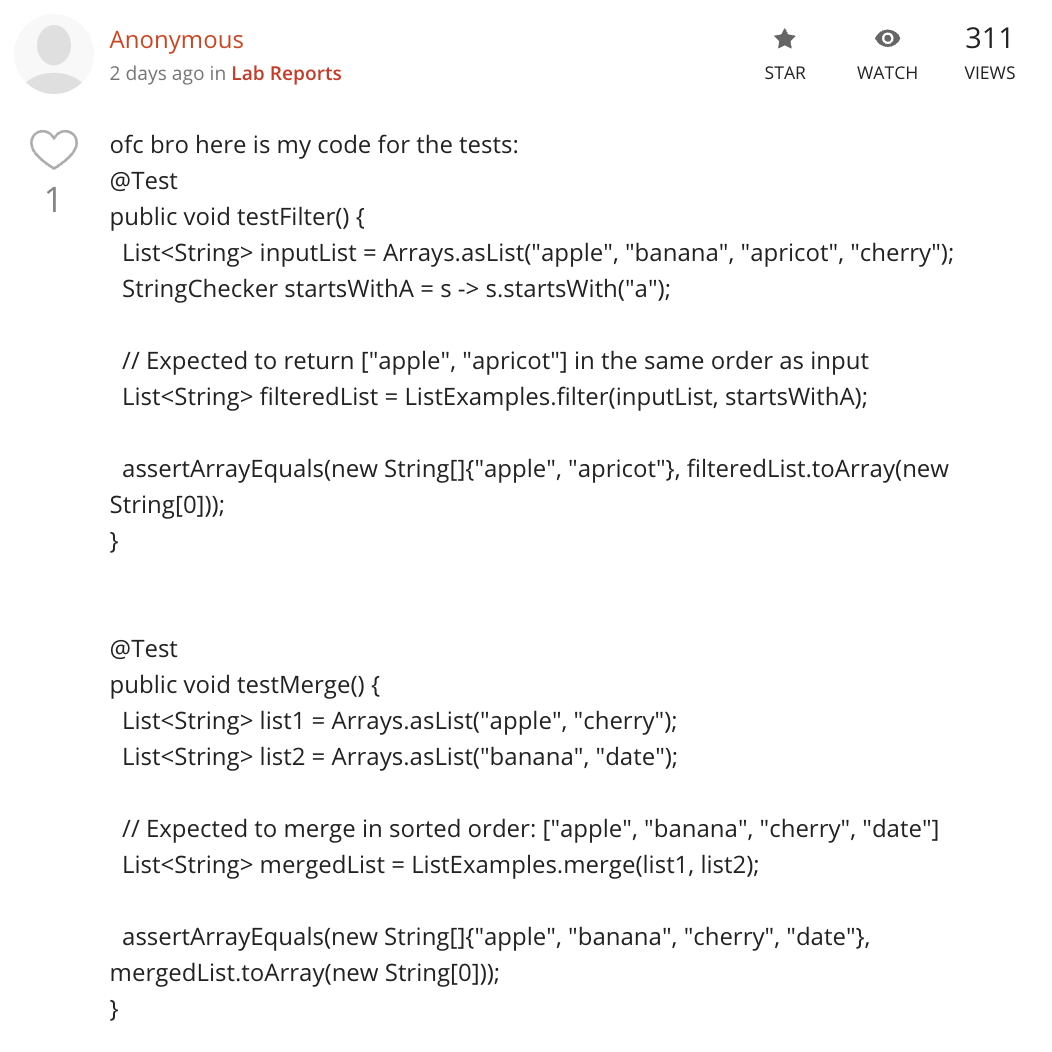 Anonymous
2 days ago in Lab Reports
STAR
WATCH
311
VIEWS
1
ofc bro here is my code for the tests:
@Test
public void testFilter() {
  List<String> inputList = Arrays.asList("apple", "banana", "apricot", "cherry");
  StringChecker startsWithA = s -> s.startsWith("a");

  // Expected to return ["apple", "apricot"] in the same order as input
  List<String> filteredList = ListExamples.filter(inputList, startsWithA);

  assertArrayEquals(new String[]{"apple", "apricot"}, filteredList.toArray(new
String[0]));
}

@Test
public void testMerge() {
  List<String> list1 = Arrays.asList("apple", "cherry");
  List<String> list2 = Arrays.asList("banana", "date");

  // Expected to merge in sorted order: ["apple", "banana", "cherry", "date"]
  List<String> mergedList = ListExamples.merge(list1, list2);

  assertArrayEquals(new String[]{"apple", "banana", "cherry", "date"},
mergedList.toArray(new String[0]));
}